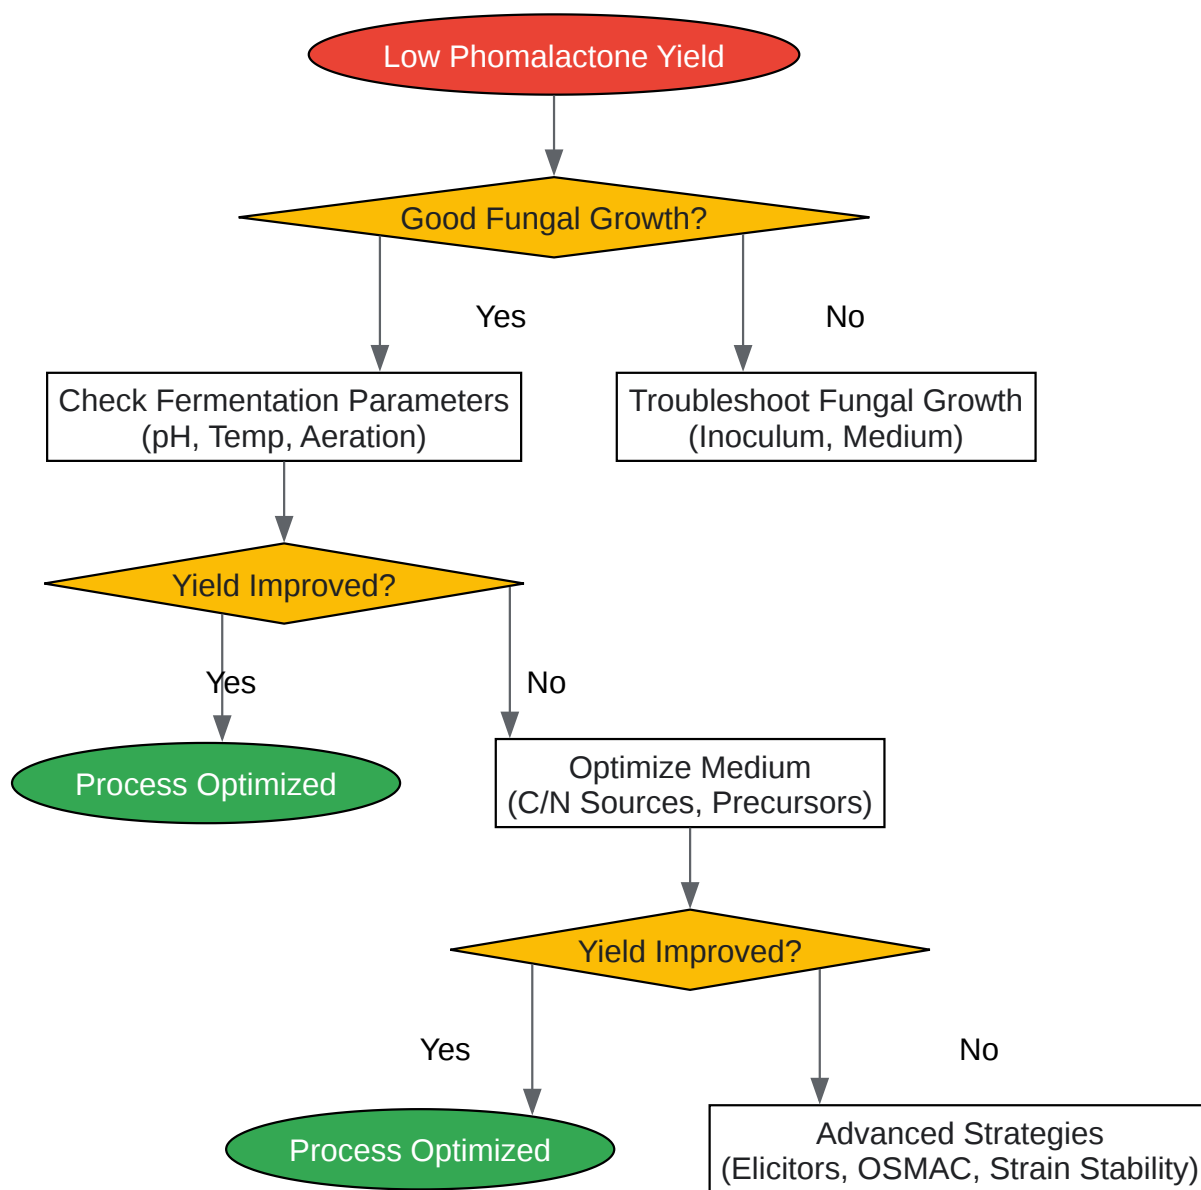 Low Phomalactone Yield
Good Fungal Growth?
Yes
No
Check Fermentation Parameters
(pH, Temp, Aeration)
Troubleshoot Fungal Growth
(Inoculum, Medium)
Yield Improved?
Yes
No
Process Optimized
Optimize Medium
(C/N Sources, Precursors)
Yield Improved?
Yes
No
Process Optimized
Advanced Strategies
(Elicitors, OSMAC, Strain Stability)